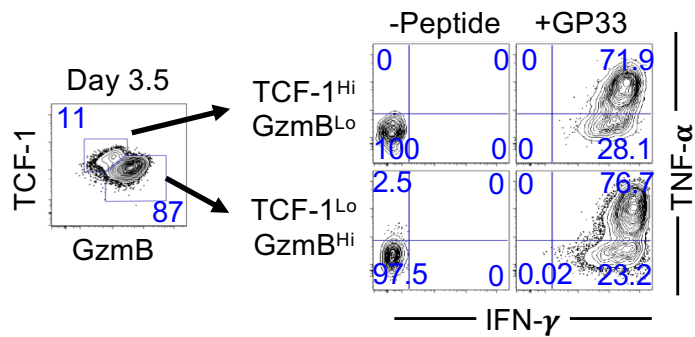 -Peptide +GP33
Day 3.5
TCF-1
11
87
GzmB
TCF-1Hi
GzmBLo
0 0 0 71.9
100 0 0 28.1
TCF-1Lo
GzmBHi
2.5 0 0 76.7
97.5 0 0.02 23.2
TNF-α
IFN-γ